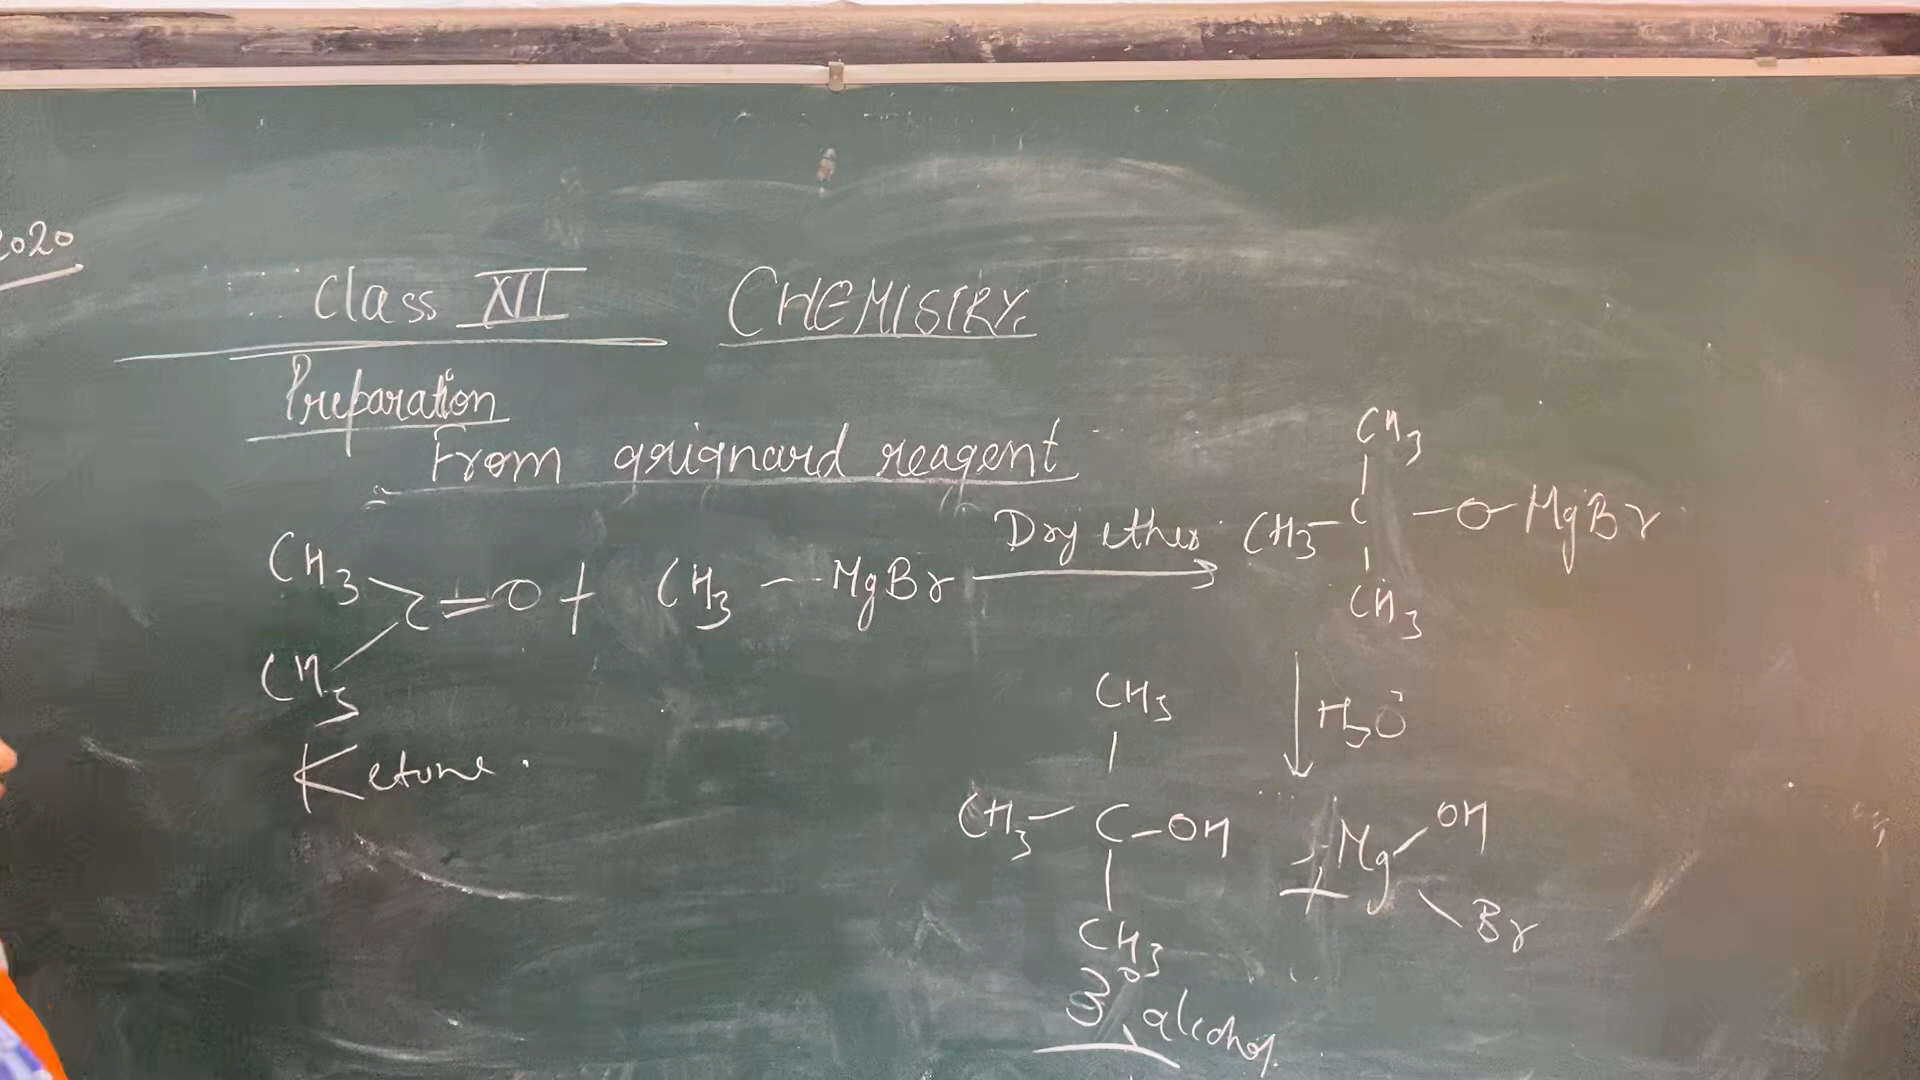 2020
Class XII CHEMISTRY.
Preparation
From grignard reagent
CH3
C=O + CH3--MgBr
CH3
Dry ether
CH3
CH3-C-O-MgBr
CH3
Ketone.
H3O
CH3
CH3-C-OH
CH3
+ Mg
OH
Br
3° alcohol